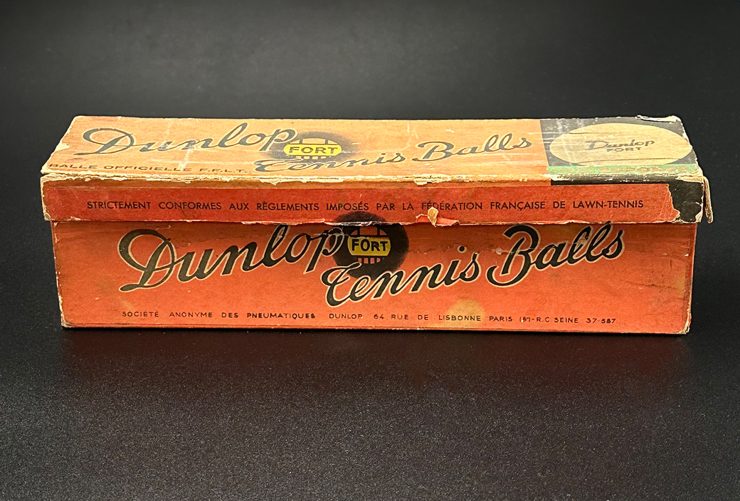 Dunlop FORT Tennis Balls
BALLE OFFICIELLE F.F.L.T.
Dunlop
FORT
STRICTEMENT CONFORMES AUX RÈGLEMENTS IMPOSÉS PAR LA FÉDÉRATION FRANÇAISE DE LAWN-TENNIS
Dunlop FORT Tennis Balls
SOCIÉTÉ ANONYME DES PNEUMATIQUES DUNLOP 64 RUE DE LISBONNE PARIS (8e)-R.C SEINE 37-587